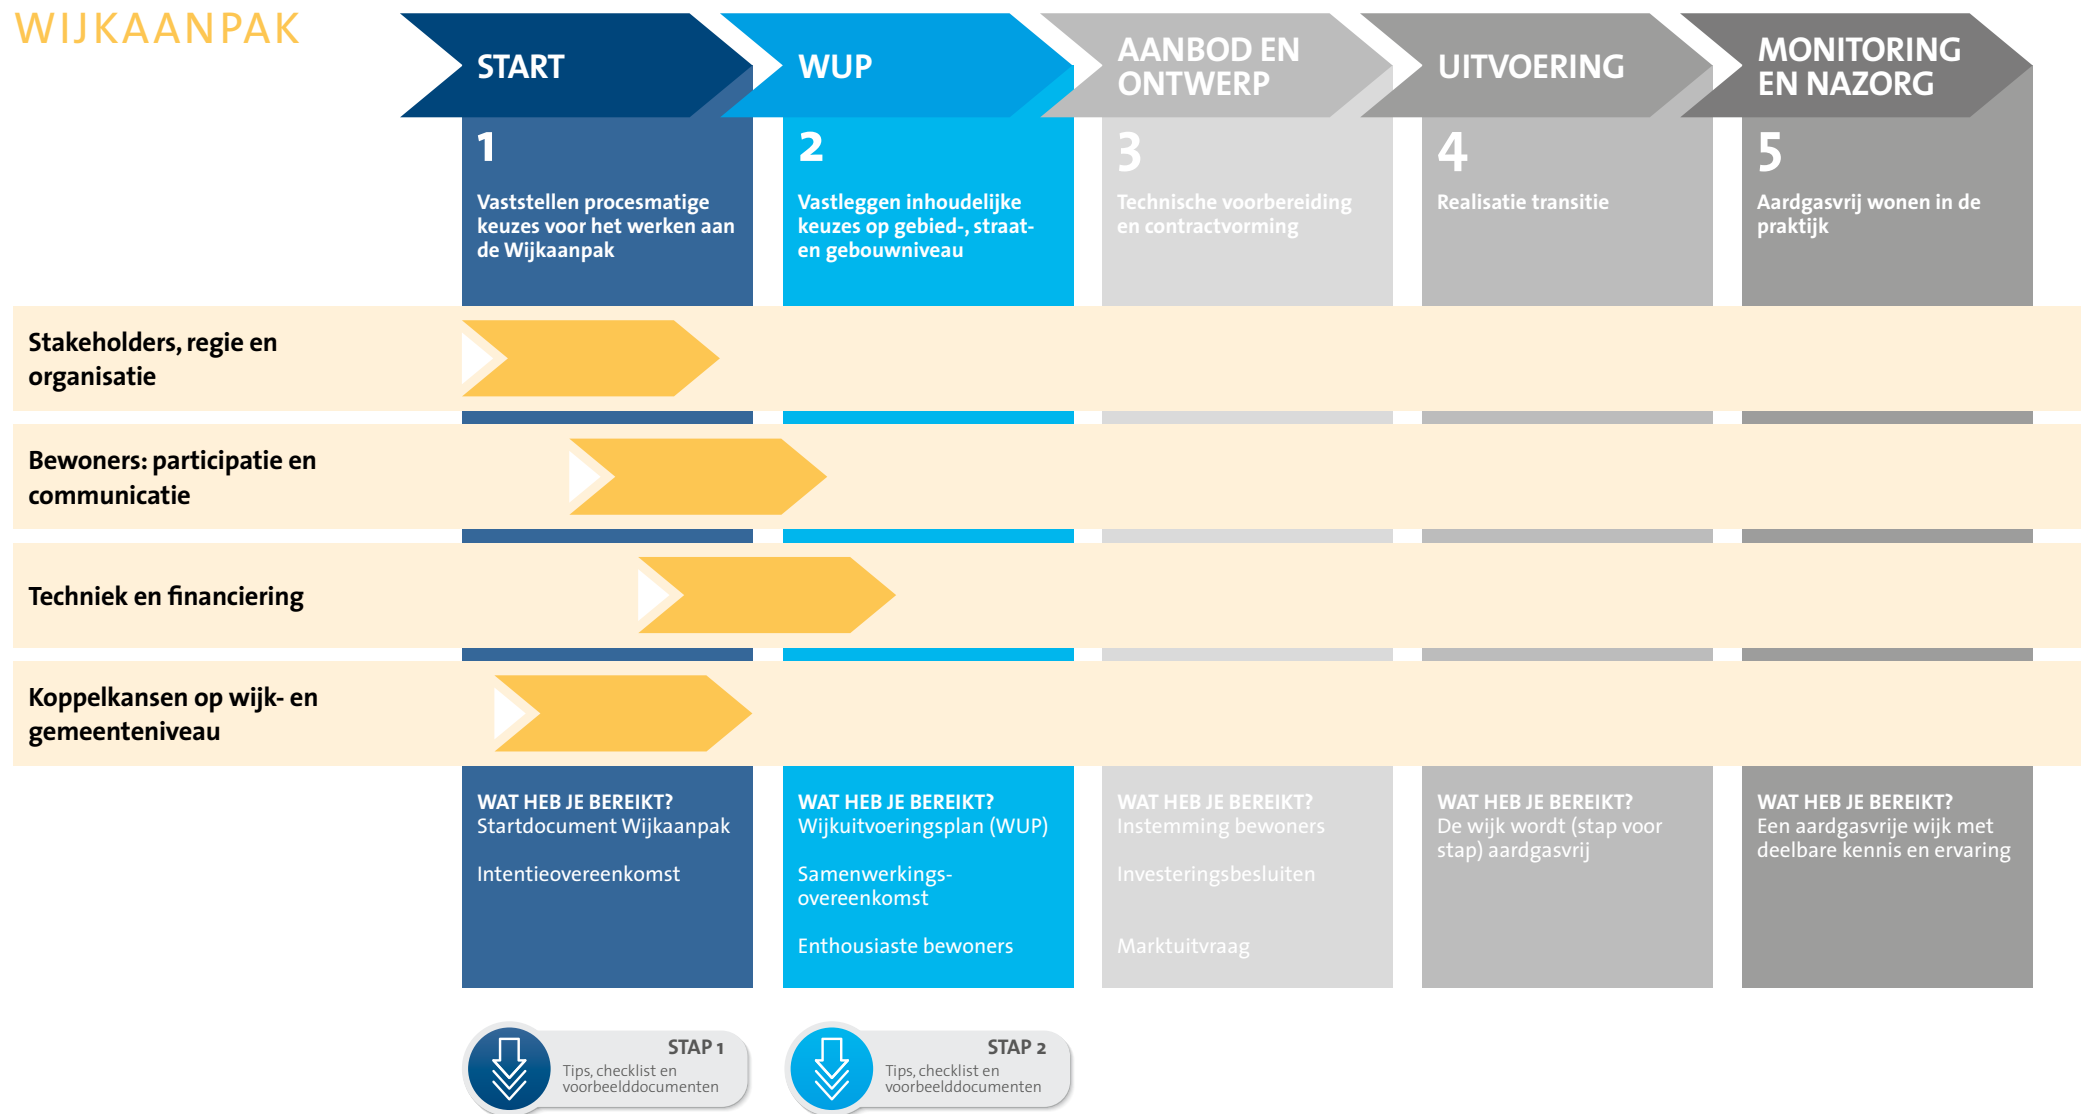 WIJKAANPAK
START
WUP
AANBOD EN
ONTWERP
UITVOERING
MONITORING
EN NAZORG
1
Vaststellen procesmatige
keuzes voor het werken aan
de Wijkaanpak
2
Vastleggen inhoudelijke
keuzes op gebied-, straat-
en gebouwniveau
3
Technische voorbereiding
en contractvorming
4
Realisatie transitie
5
Aardgasvrij wonen in de
praktijk
Stakeholders, regie en
organisatie
Bewoners: participatie en
communicatie
Techniek en financiering
Koppelkansen op wijk- en
gemeenteniveau
WAT HEB JE BEREIKT?
Startdocument Wijkaanpak
Intentieovereenkomst
WAT HEB JE BEREIKT?
Wijkuitvoeringsplan (WUP)
Samenwerkings-
overeenkomst
Enthousiaste bewoners
WAT HEB JE BEREIKT?
Instemming bewoners
Investeringsbesluiten
Marktuitvraag
WAT HEB JE BEREIKT?
De wijk wordt (stap voor
stap) aardgasvrij
WAT HEB JE BEREIKT?
Een aardgasvrije wijk met
deelbare kennis en ervaring
STAP 1
Tips, checklist en
voorbeelddocumenten
STAP 2
Tips, checklist en
voorbeelddocumenten